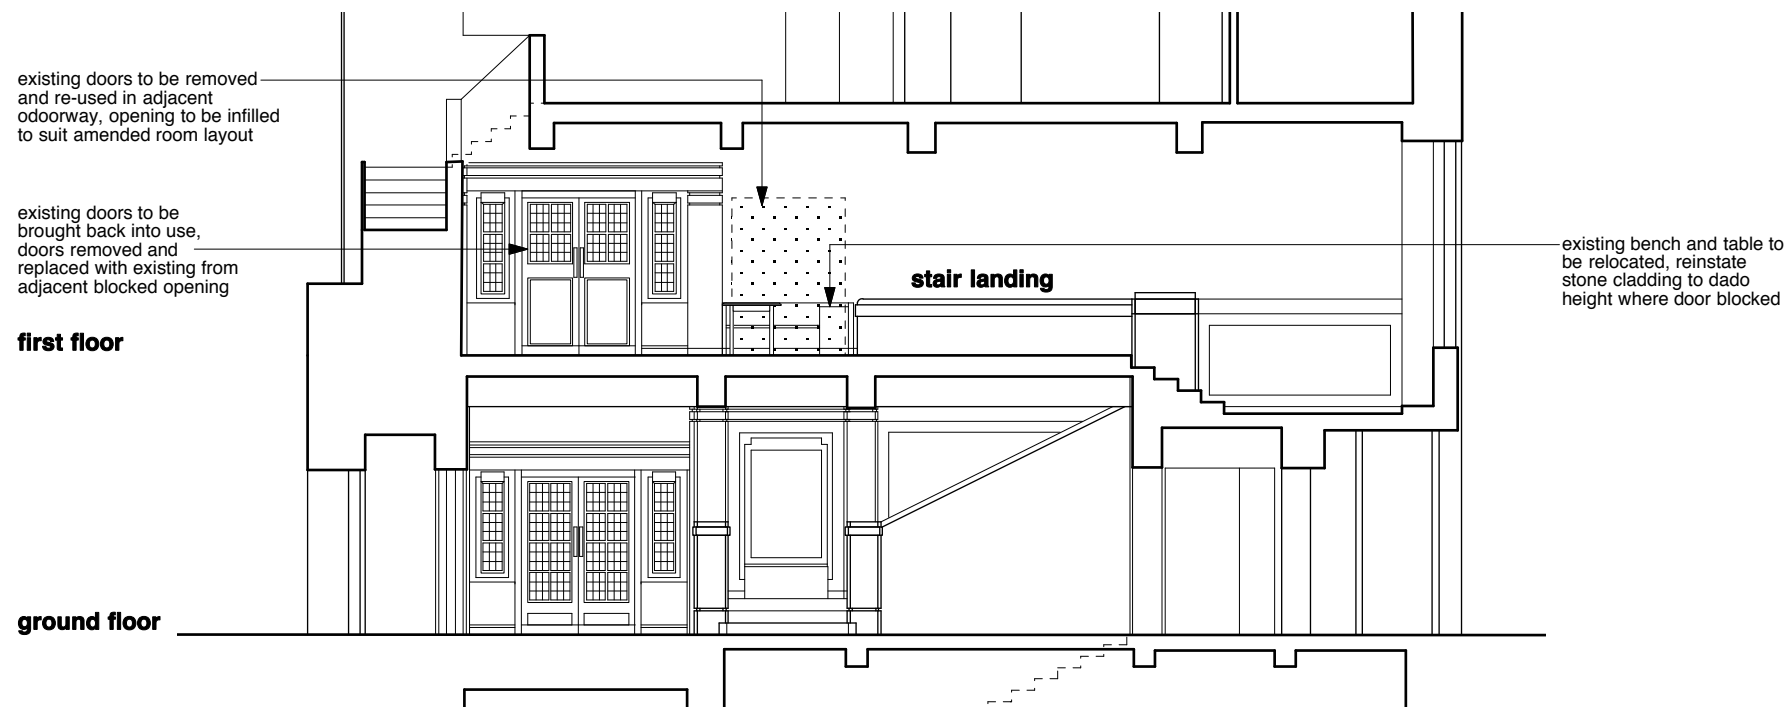 existing doors to be removed
and re-used in adjacent
odoorway, opening to be infilled
to suit amended room layout
existing doors to be
brought back into use,
doors removed and
replaced with existing from
adjacent blocked opening
existing bench and table to
be relocated, reinstate
stone cladding to dado
height where door blocked
stair landing
first floor
ground floor